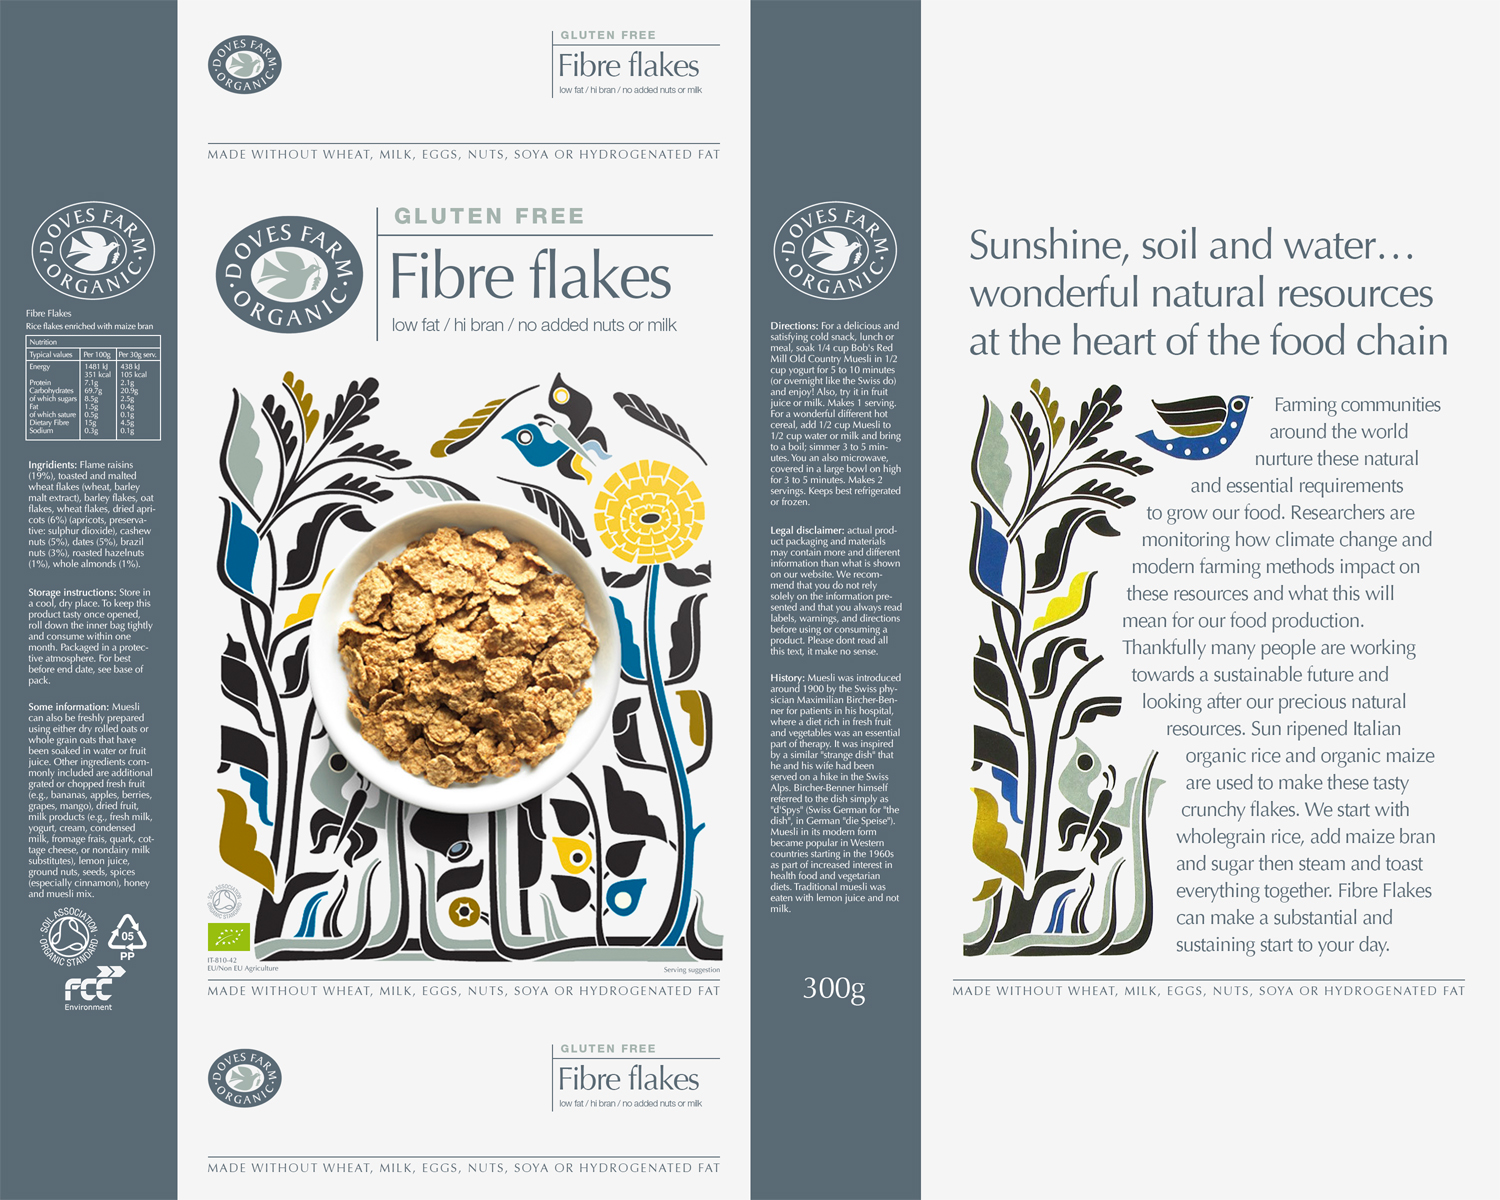 DOVES FARM
ORGANIC
Fibre Flakes
Rice flakes enriched with maize bran
Nutrition
Typical values Per 100g Per 30g serv.
Energy 1481 kJ 438 kJ
351 kcal 105 kcal
Protein 7.1g 2.1g
Carbohydrates 69.7g 20.9g
of which sugars 8.5g 2.5g
Fat 1.5g 0.4g
of which sature 0.5g 0.1g
Dietary Fibre 15g 4.5g
Sodium 0.3g 0.1g
Ingridients: Flame raisins
(19%), toasted and malted
wheat flakes (wheat, barley
malt extract), barley flakes, oat
flakes, wheat flakes, dried apri-
cots (6%) (apricots, preserva-
tive: sulphur dioxide), cashew
nuts (5%), dates (5%), brazil
nuts (3%), roasted hazelnuts
(1%), whole almonds (1%).
Storage instructions: Store in
a cool, dry place. To keep this
product tasty once opened,
roll down the inner bag tightly
and consume within one
month. Packaged in a protec-
tive atmosphere. For best
before end date, see base of
pack.
Some information: Muesli
can also be freshly prepared
using either dry rolled oats or
whole grain oats that have
been soaked in water or fruit
juice. Other ingredients com-
monly included are additional
grated or chopped fresh fruit
(e.g., bananas, apples, berries,
grapes, mango), dried fruit,
milk products (e.g., fresh milk,
yogurt, cream, condensed
milk, fromage frais, quark, cot-
tage cheese, or nondairy milk
substitutes), lemon juice,
ground nuts, seeds, spices
(especially cinnamon), honey
and muesli mix.
SOIL ASSOCIATION
ORGANIC STANDARD
05
PP
FCC
Environment
DOVES FARM
ORGANIC
GLUTEN FREE
Fibre flakes
low fat / hi bran / no added nuts or milk
MADE WITHOUT WHEAT, MILK, EGGS, NUTS, SOYA OR HYDROGENATED FAT
DOVES FARM
ORGANIC
GLUTEN FREE
Fibre flakes
low fat / hi bran / no added nuts or milk
SOIL ASSOCIATION
ORGANIC STANDARD
IT-810-42
EU/Non EU Agriculture
Serving suggestion
MADE WITHOUT WHEAT, MILK, EGGS, NUTS, SOYA OR HYDROGENATED FAT
DOVES FARM
ORGANIC
GLUTEN FREE
Fibre flakes
low fat / hi bran / no added nuts or milk
MADE WITHOUT WHEAT, MILK, EGGS, NUTS, SOYA OR HYDROGENATED FAT
DOVES FARM
ORGANIC
Directions: For a delicious and
satisfying cold snack, lunch or
meal, soak 1/4 cup Bob's Red
Mill Old Country Muesli in 1/2
cup yogurt for 5 to 10 minutes
(or overnight like the Swiss do)
and enjoy! Also, try it in fruit
juice or milk. Makes 1 serving.
For a wonderful different hot
cereal, add 1/2 cup Muesli to
1/2 cup water or milk and bring
to a boil; simmer 3 to 5 min-
utes. You an also microwave,
covered in a large bowl on high
for 3 to 5 minutes. Makes 2
servings. Keeps best refrigerated
or frozen.
Legal disclaimer: actual prod-
uct packaging and materials
may contain more and different
information than what is shown
on our website. We recom-
mend that you do not rely
solely on the information pre-
sented and that you always read
labels, warnings, and directions
before using or consuming a
product. Please dont read all
this text, it make no sense.
History: Muesli was introduced
around 1900 by the Swiss phy-
sician Maximilian Bircher-Ben-
ner for patients in his hospital,
where a diet rich in fresh fruit
and vegetables was an essential
part of therapy. It was inspired
by a similar "strange dish" that
he and his wife had been
served on a hike in the Swiss
Alps. Bircher-Benner himself
referred to the dish simply as
"d'Spys" (Swiss German for "the
dish", in German "die Speise").
Muesli in its modern form
became popular in Western
countries starting in the 1960s
as part of increased interest in
health food and vegetarian
diets. Traditional muesli was
eaten with lemon juice and not
milk.
300g
Sunshine, soil and water...
wonderful natural resources
at the heart of the food chain
Farming communities
around the world
nurture these natural
and essential requirements
to grow our food. Researchers are
monitoring how climate change and
modern farming methods impact on
these resources and what this will
mean for our food production.
Thankfully many people are working
towards a sustainable future and
looking after our precious natural
resources. Sun ripened Italian
organic rice and organic maize
are used to make these tasty
crunchy flakes. We start with
wholegrain rice, add maize bran
and sugar then steam and toast
everything together. Fibre Flakes
can make a substantial and
sustaining start to your day.
MADE WITHOUT WHEAT, MILK, EGGS, NUTS, SOYA OR HYDROGENATED FAT